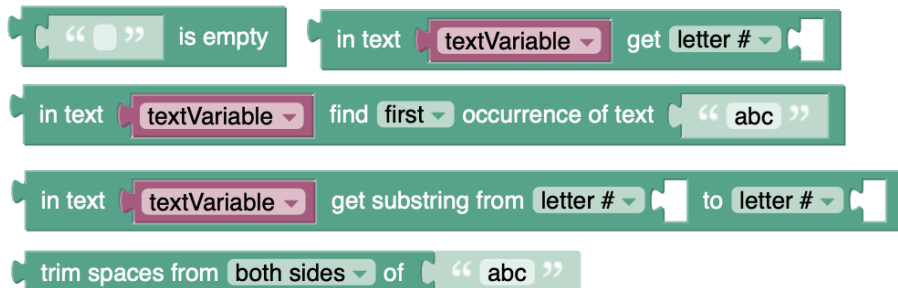 “ ” is empty
in text textVariable get letter #
in text textVariable find first occurrence of text “ abc ”
in text textVariable get substring from letter # to letter #
trim spaces from both sides of “ abc ”